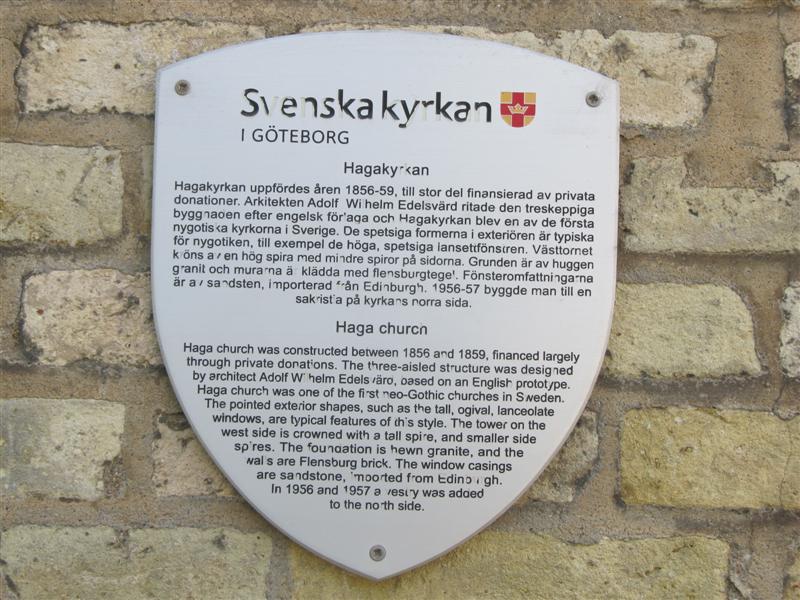 Svenska kyrkan
I GÖTEBORG
Hagakyrkan
Hagakyrkan uppfördes åren 1856-59, till stor del finansierad av privata
donationer. Arkitekten Adolf Wilhelm Edelsvärd ritade den treskeppiga
byggnaden efter engelsk förlaga och Hagakyrkan blev en av de första
nygotiska kyrkorna i Sverige. De spetsiga formerna i exteriören är typiska
för nygotiken, till exempel de höga, spetsiga lansettfönstren. Västtornet
kröns av en hög spira med mindre spiror på sidorna. Grunden är av huggen
granit och murarna är klädda med flensburgtegel. Fönsteromfattningarna
är av sandsten, importerad från Edinburgh. 1956-57 byggde man till en
sakristia på kyrkans norra sida.
Haga church
Haga church was constructed between 1856 and 1859, financed largely
through private donations. The three-aisled structure was designed
by architect Adolf Wilhelm Edelsvärd, based on an English prototype.
Haga church was one of the first neo-Gothic churches in Sweden.
The pointed exterior shapes, such as the tall, ogival, lanceolate
windows, are typical features of this style. The tower on the
west side is crowned with a tall spire, and smaller side
spires. The foundation is hewn granite, and the
walls are Flensburg brick. The window casings
are sandstone, imported from Edinburgh.
In 1956 and 1957 a vestry was added
to the north side.